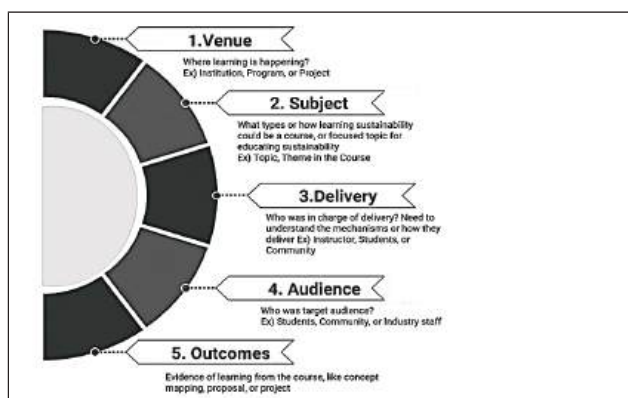 1.Venue
Where learning is happening?
Ex) Institution, Program, or Project
2. Subject
What types or how learning sustainability
could be a course, or focused topic for
educating sustainability
Ex) Topic, Theme in the Course
3.Delivery
Who was in charge of delivery? Need to
understand the mechanisms or how they
deliver Ex) Instructor, Students, or
Community
4. Audience
Who was target audience?
Ex) Students, Community, or Industry staff
5. Outcomes
Evidence of learning from the course, like concept
mapping, proposal, or project